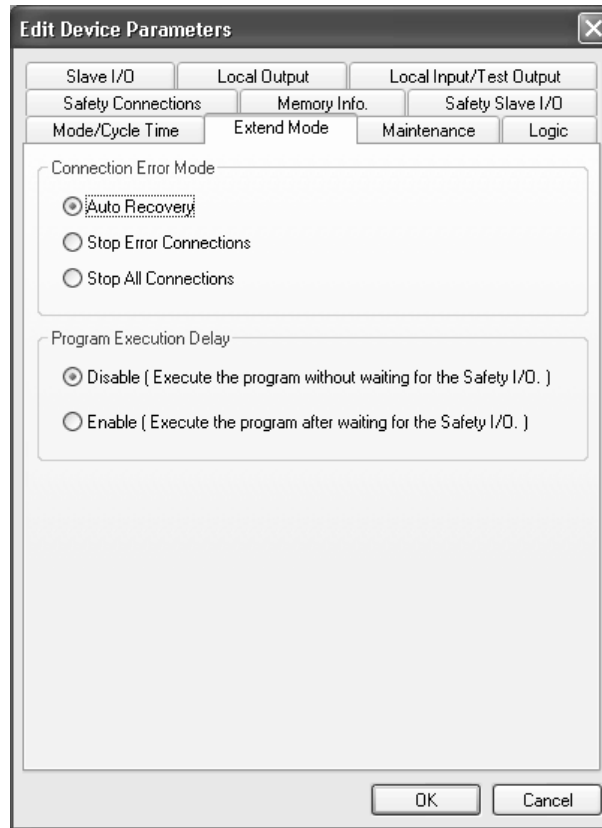 Edit Device Parameters
Slave I/O Local Output Local Input/Test Output
Safety Connections Memory Info. Safety Slave I/O
Mode/Cycle Time Extend Mode Maintenance Logic
Connection Error Mode
Auto Recovery
Stop Error Connections
Stop All Connections
Program Execution Delay
Disable ( Execute the program without waiting for the Safety I/O. )
Enable ( Execute the program after waiting for the Safety I/O. )
OK Cancel